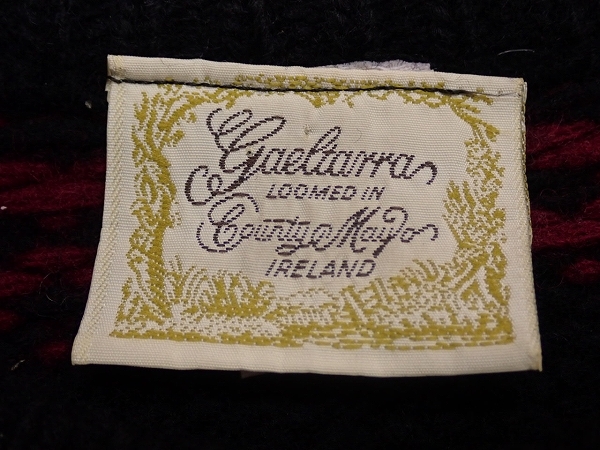 Gaeltarra
LOOMED IN
County Mayo
IRELAND